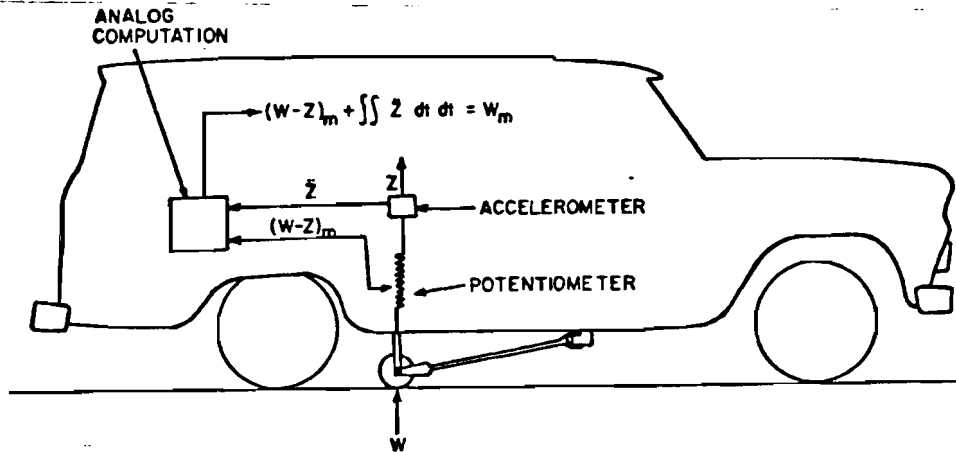 ANALOG
COMPUTATION
(W-Z)m + ∫∫ Z̈ dt dt = Wm
Z
Z̈
ACCELEROMETER
(W-Z)m
POTENTIOMETER
W